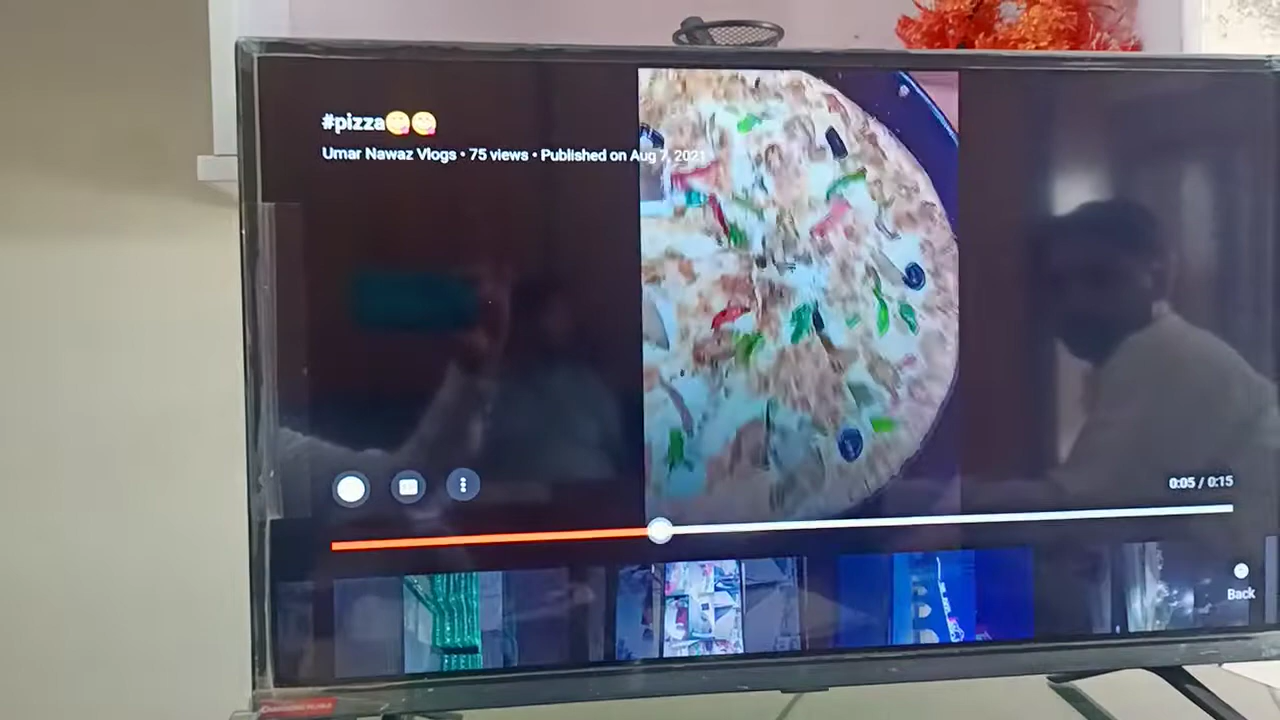 #pizza😋😋
Umar Nawaz Vlogs • 75 views • Published on Aug 7, 2021
0:05 / 0:15
Back